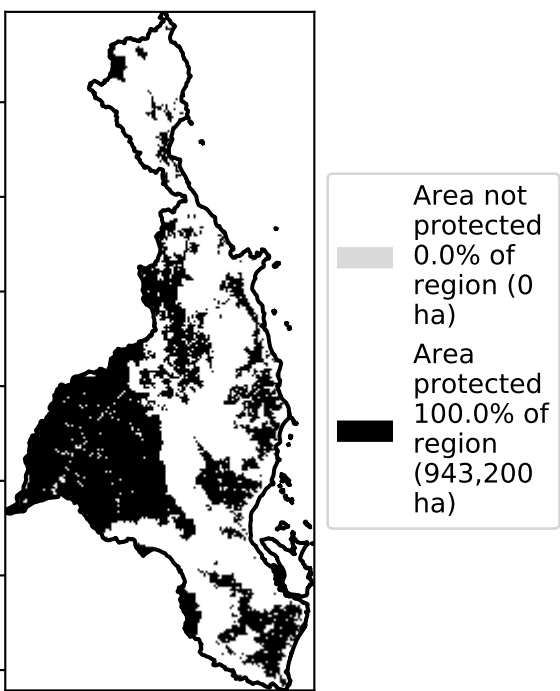 Area not
protected
0.0% of
region (0
ha)
Area
protected
100.0% of
region
(943,200
ha)